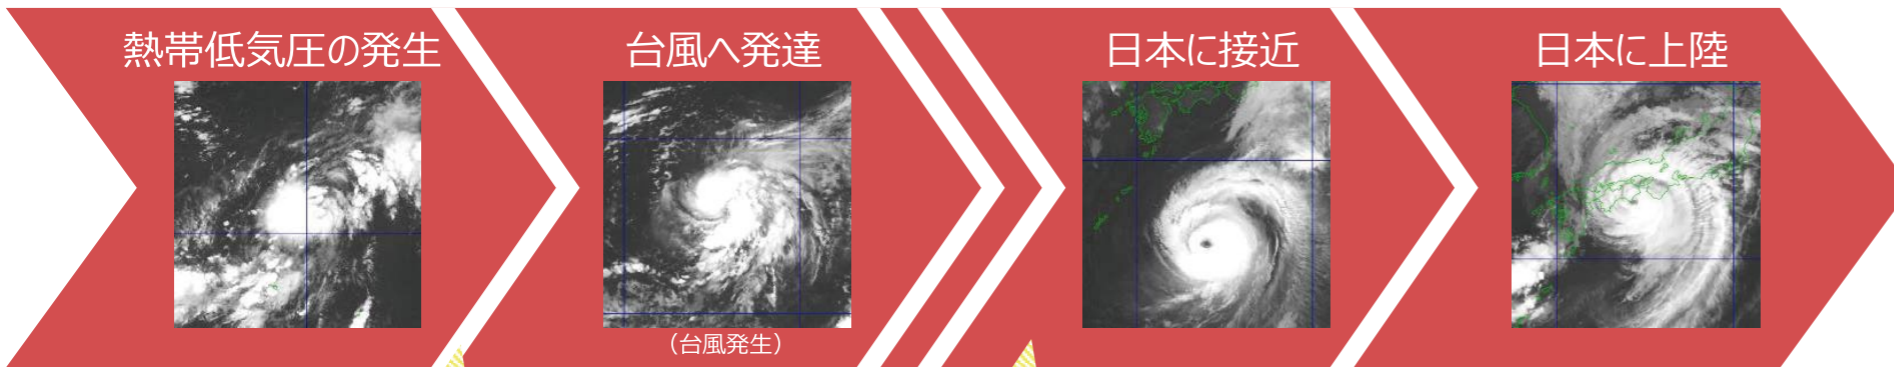 熱帯低気圧の発生
台風へ発達
(台風発生)
日本に接近
日本に上陸